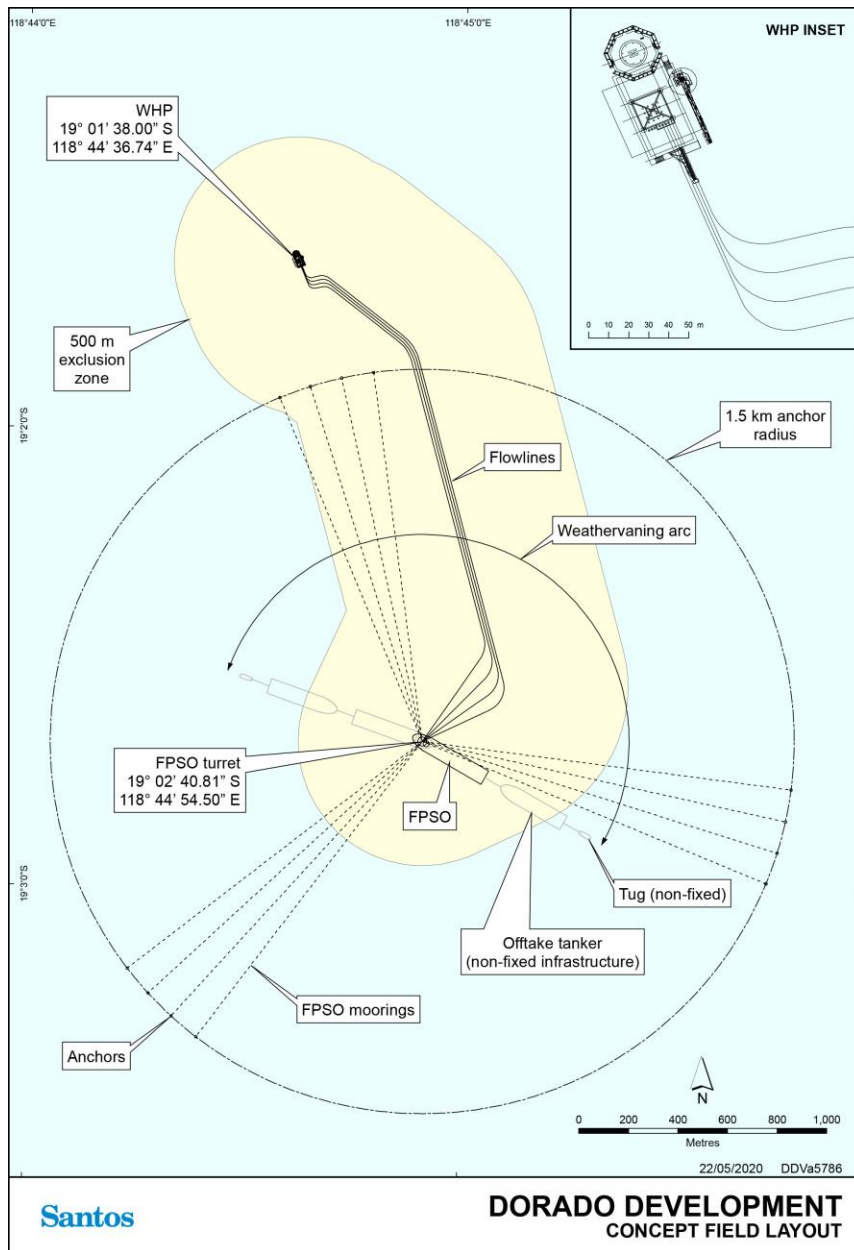 118°44'0"E
118°45'0"E
WHP INSET
WHP
19° 01' 38.00" S
118° 44' 36.74" E
0 10 20 30 40 50 m
500 m
exclusion
zone
19°2'0"S
1.5 km anchor
radius
Flowlines
Weathervaning arc
FPSO turret
19° 02' 40.81" S
118° 44' 54.50" E
FPSO
19°3'0"S
Tug (non-fixed)
Offtake tanker
(non-fixed infrastructure)
FPSO moorings
Anchors
N
0 200 400 600 800 1,000
Metres
22/05/2020 DDVa5786
Santos
DORADO DEVELOPMENT
CONCEPT FIELD LAYOUT